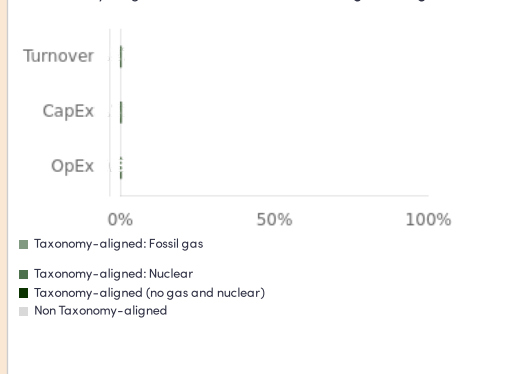 Turnover
CapEx
OpEx
0% 50% 100%
Taxonomy-aligned: Fossil gas
Taxonomy-aligned: Nuclear
Taxonomy-aligned (no gas and nuclear)
Non Taxonomy-aligned